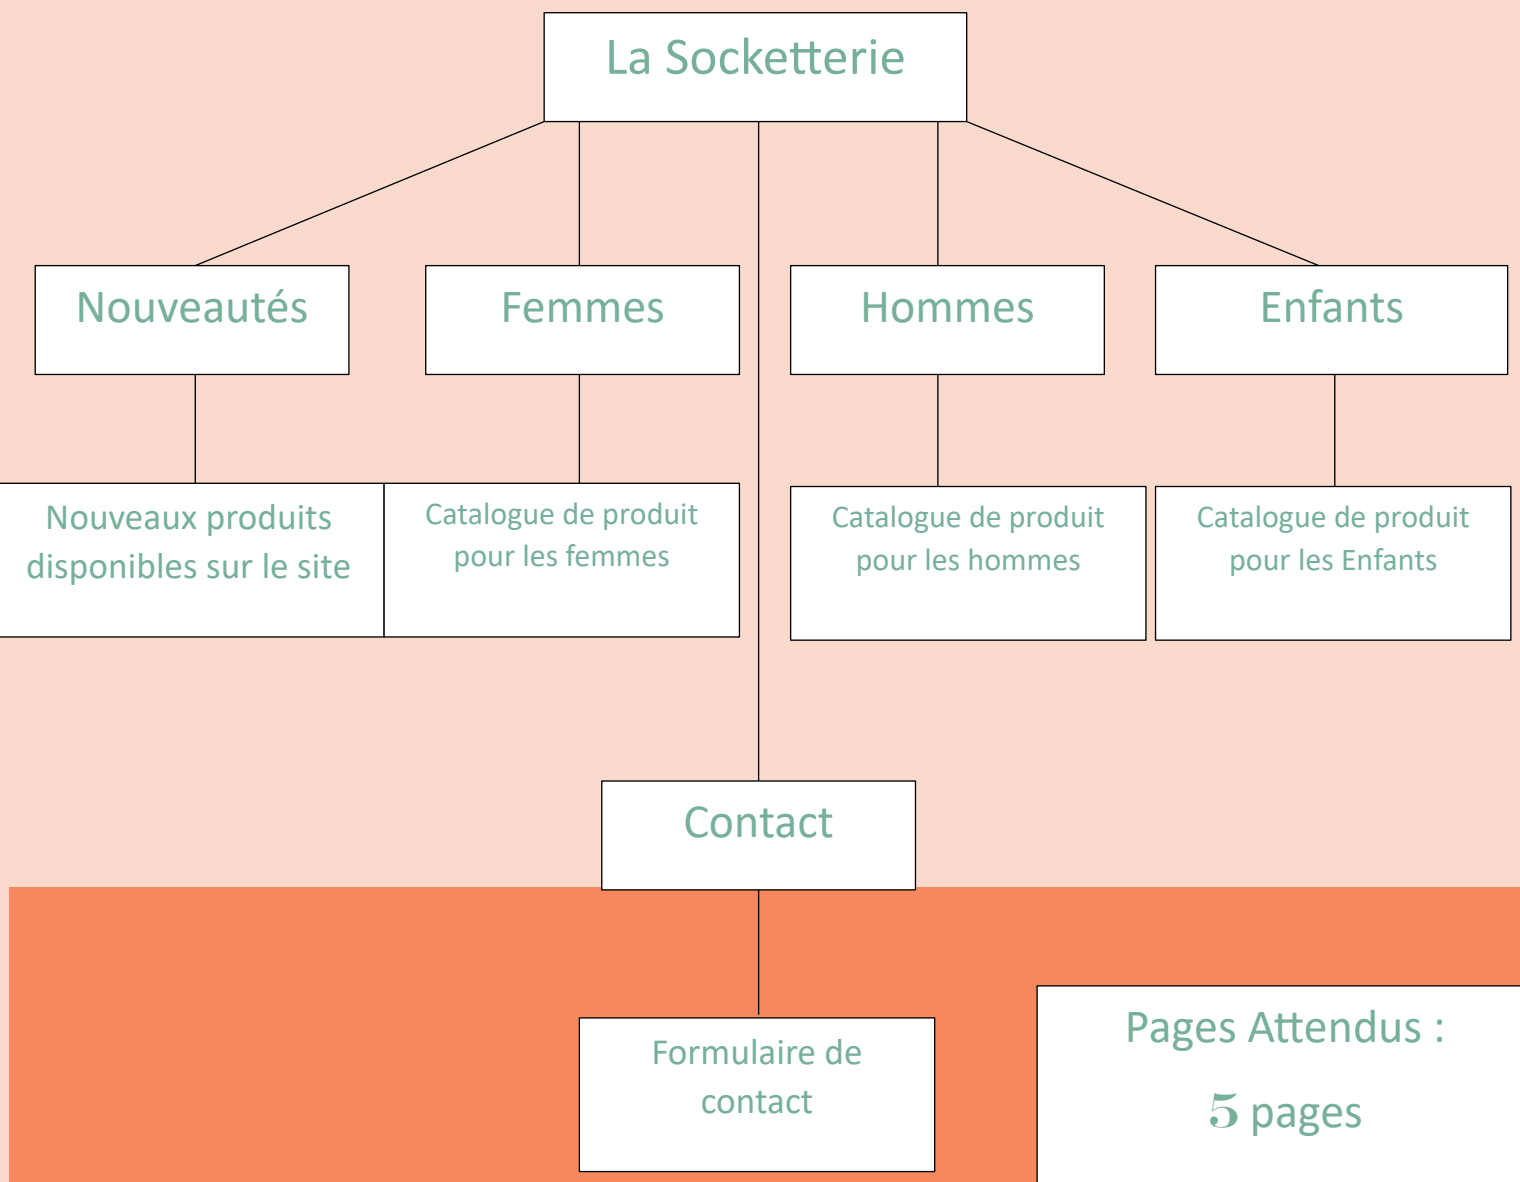 La Socketterie
Nouveautés
Femmes
Hommes
Enfants
Nouveaux produits
disponibles sur le site
Catalogue de produit
pour les femmes
Catalogue de produit
pour les hommes
Catalogue de produit
pour les Enfants
Contact
Formulaire de
contact
Pages Attendus :
5 pages